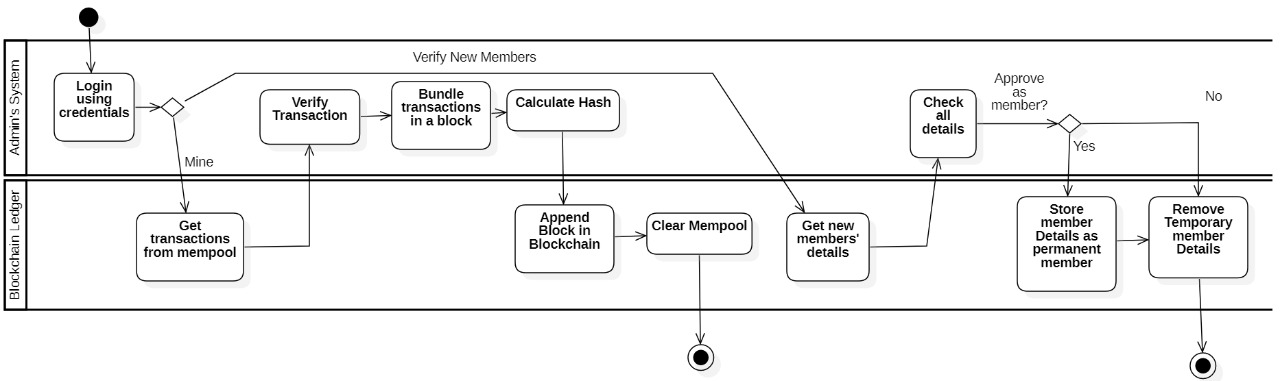 Admin's System
Login
using
credentials
Verify New Members
Mine
Verify
Transaction
Bundle
transactions
in a block
Calculate Hash
Check
all
details
Approve
as
member?
No
Yes
Blockchain Ledger
Get
transactions
from mempool
Append
Block in
Blockchain
Clear Mempool
Get new
members'
details
Store
member
Details as
permanent
member
Remove
Temporary
member
Details